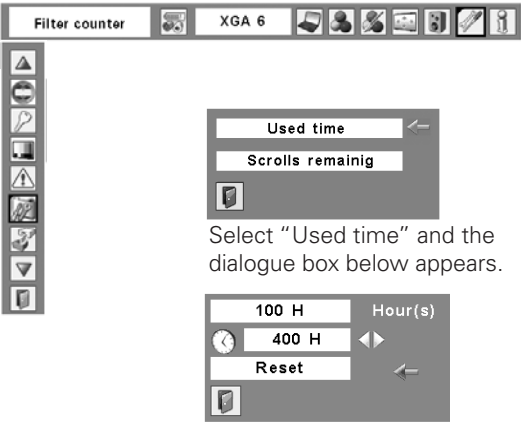 Filter counter XGA 6
Used time
Scrolls remainig
Select “Used time” and the
dialogue box below appears.
100 H Hour(s)
400 H
Reset